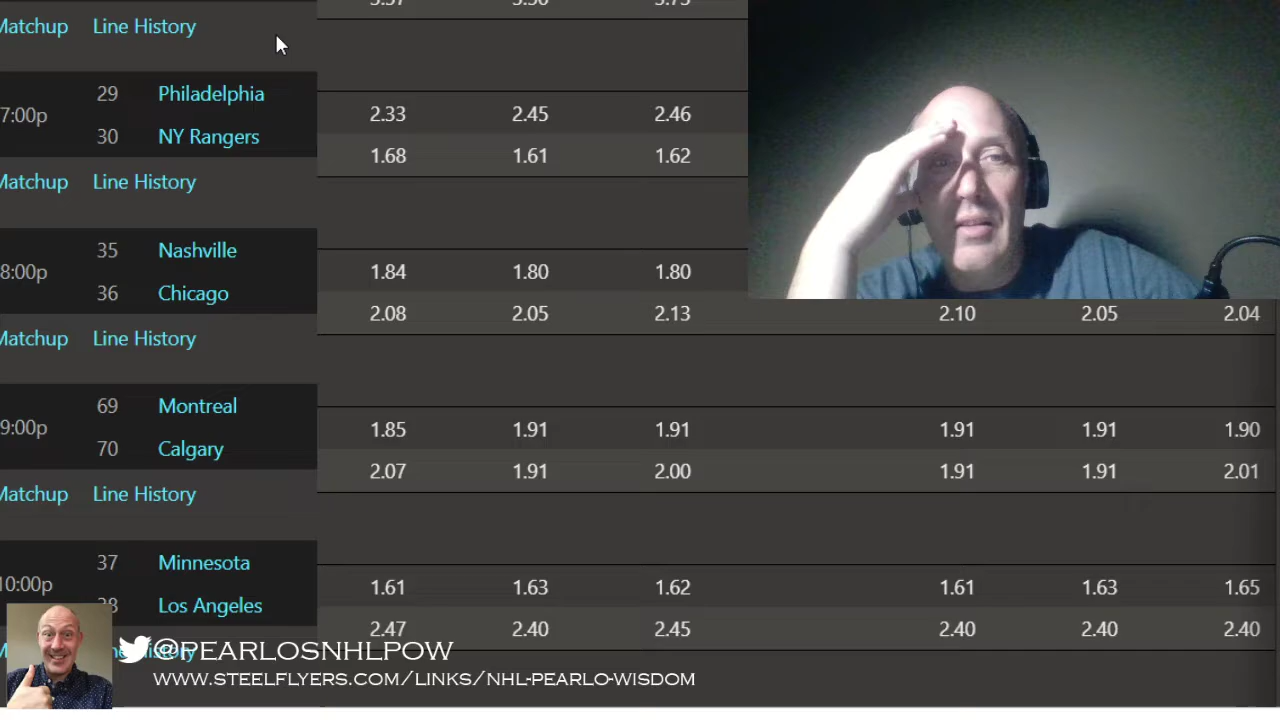 Matchup Line History
29 Philadelphia 2.33 2.45 2.46
7:00p
30 NY Rangers 1.68 1.61 1.62
Matchup Line History
35 Nashville 1.84 1.80 1.80
8:00p
36 Chicago 2.08 2.05 2.13 2.10 2.05 2.04
Matchup Line History
69 Montreal 1.85 1.91 1.91 1.91 1.91 1.90
9:00p
70 Calgary 2.07 1.91 2.00 1.91 1.91 2.01
Matchup Line History
37 Minnesota 1.61 1.63 1.62 1.61 1.63 1.65
10:00p
38 Los Angeles 2.47 2.40 2.45 2.40 2.40 2.40
@PEARLOSNHLPOW
WWW.STEELFLYERS.COM/LINKS/NHL-PEARLO-WISDOM